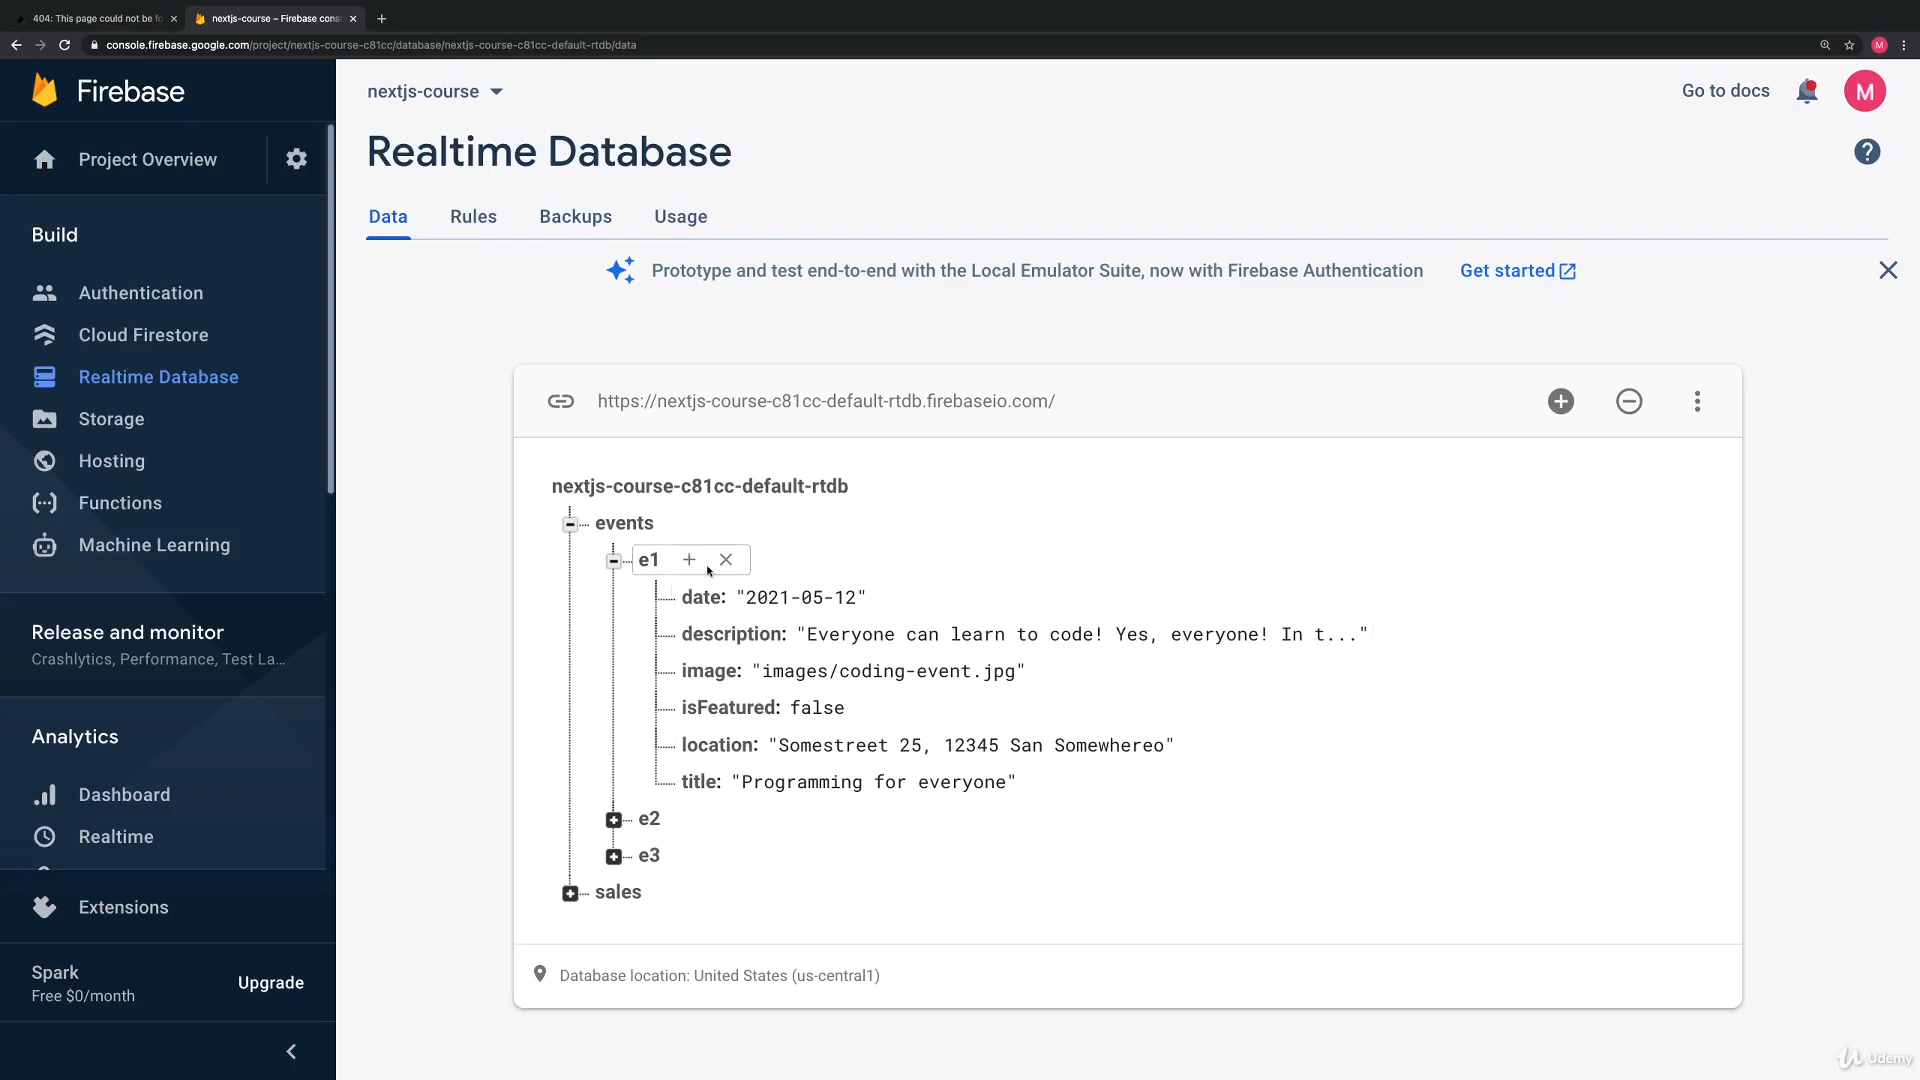 404: This page could not be fo
nextjs-course – Firebase cons
console.firebase.google.com/project/nextjs-course-c81cc/database/nextjs-course-c81cc-default-rtdb/data
M
Firebase
Project Overview
Build
Authentication
Cloud Firestore
Realtime Database
Storage
Hosting
Functions
Machine Learning
Release and monitor
Crashlytics, Performance, Test La...
Analytics
Dashboard
Realtime
Extensions
Spark
Free $0/month
Upgrade
nextjs-course
Go to docs
M
Realtime Database
Data Rules Backups Usage
Prototype and test end-to-end with the Local Emulator Suite, now with Firebase Authentication Get started
https://nextjs-course-c81cc-default-rtdb.firebaseio.com/
nextjs-course-c81cc-default-rtdb
events
e1
date: "2021-05-12"
description: "Everyone can learn to code! Yes, everyone! In t..."
image: "images/coding-event.jpg"
isFeatured: false
location: "Somestreet 25, 12345 San Somewhereo"
title: "Programming for everyone"
e2
e3
sales
Database location: United States (us-central1)
Udemy